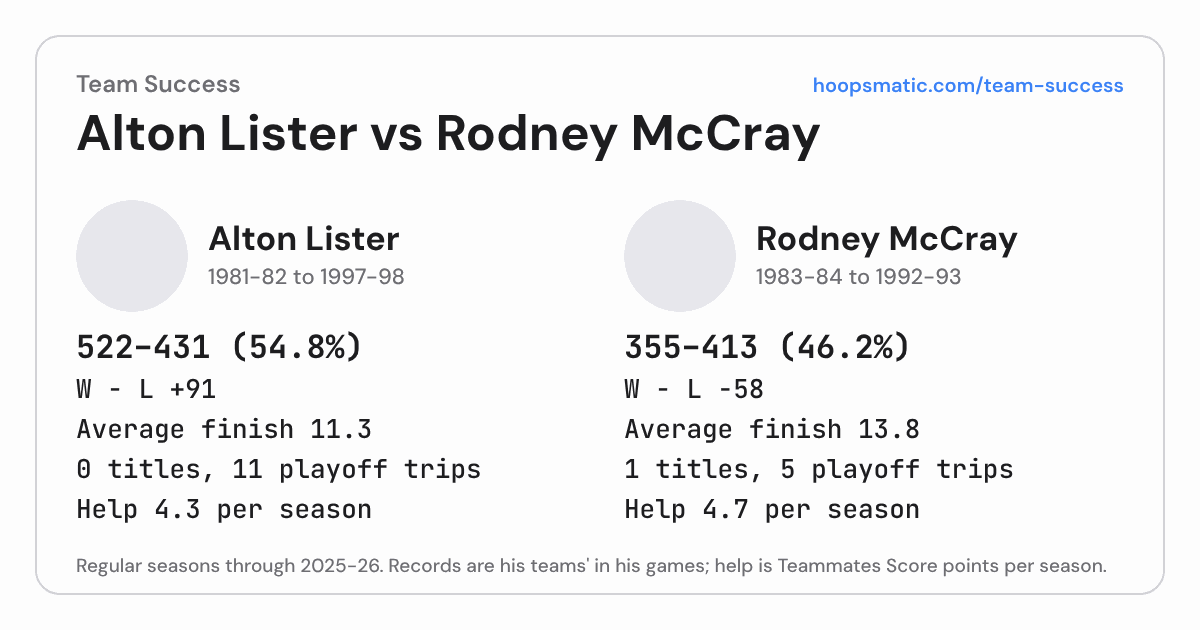 Team Success
hoopsmatic.com/team-success
Alton Lister vs Rodney McCray
Alton Lister
1981-82 to 1997-98
522-431 (54.8%)
W - L +91
Average finish 11.3
0 titles, 11 playoff trips
Help 4.3 per season
Rodney McCray
1983-84 to 1992-93
355-413 (46.2%)
W - L -58
Average finish 13.8
1 titles, 5 playoff trips
Help 4.7 per season
Regular seasons through 2025-26. Records are his teams' in his games; help is Teammates Score points per season.